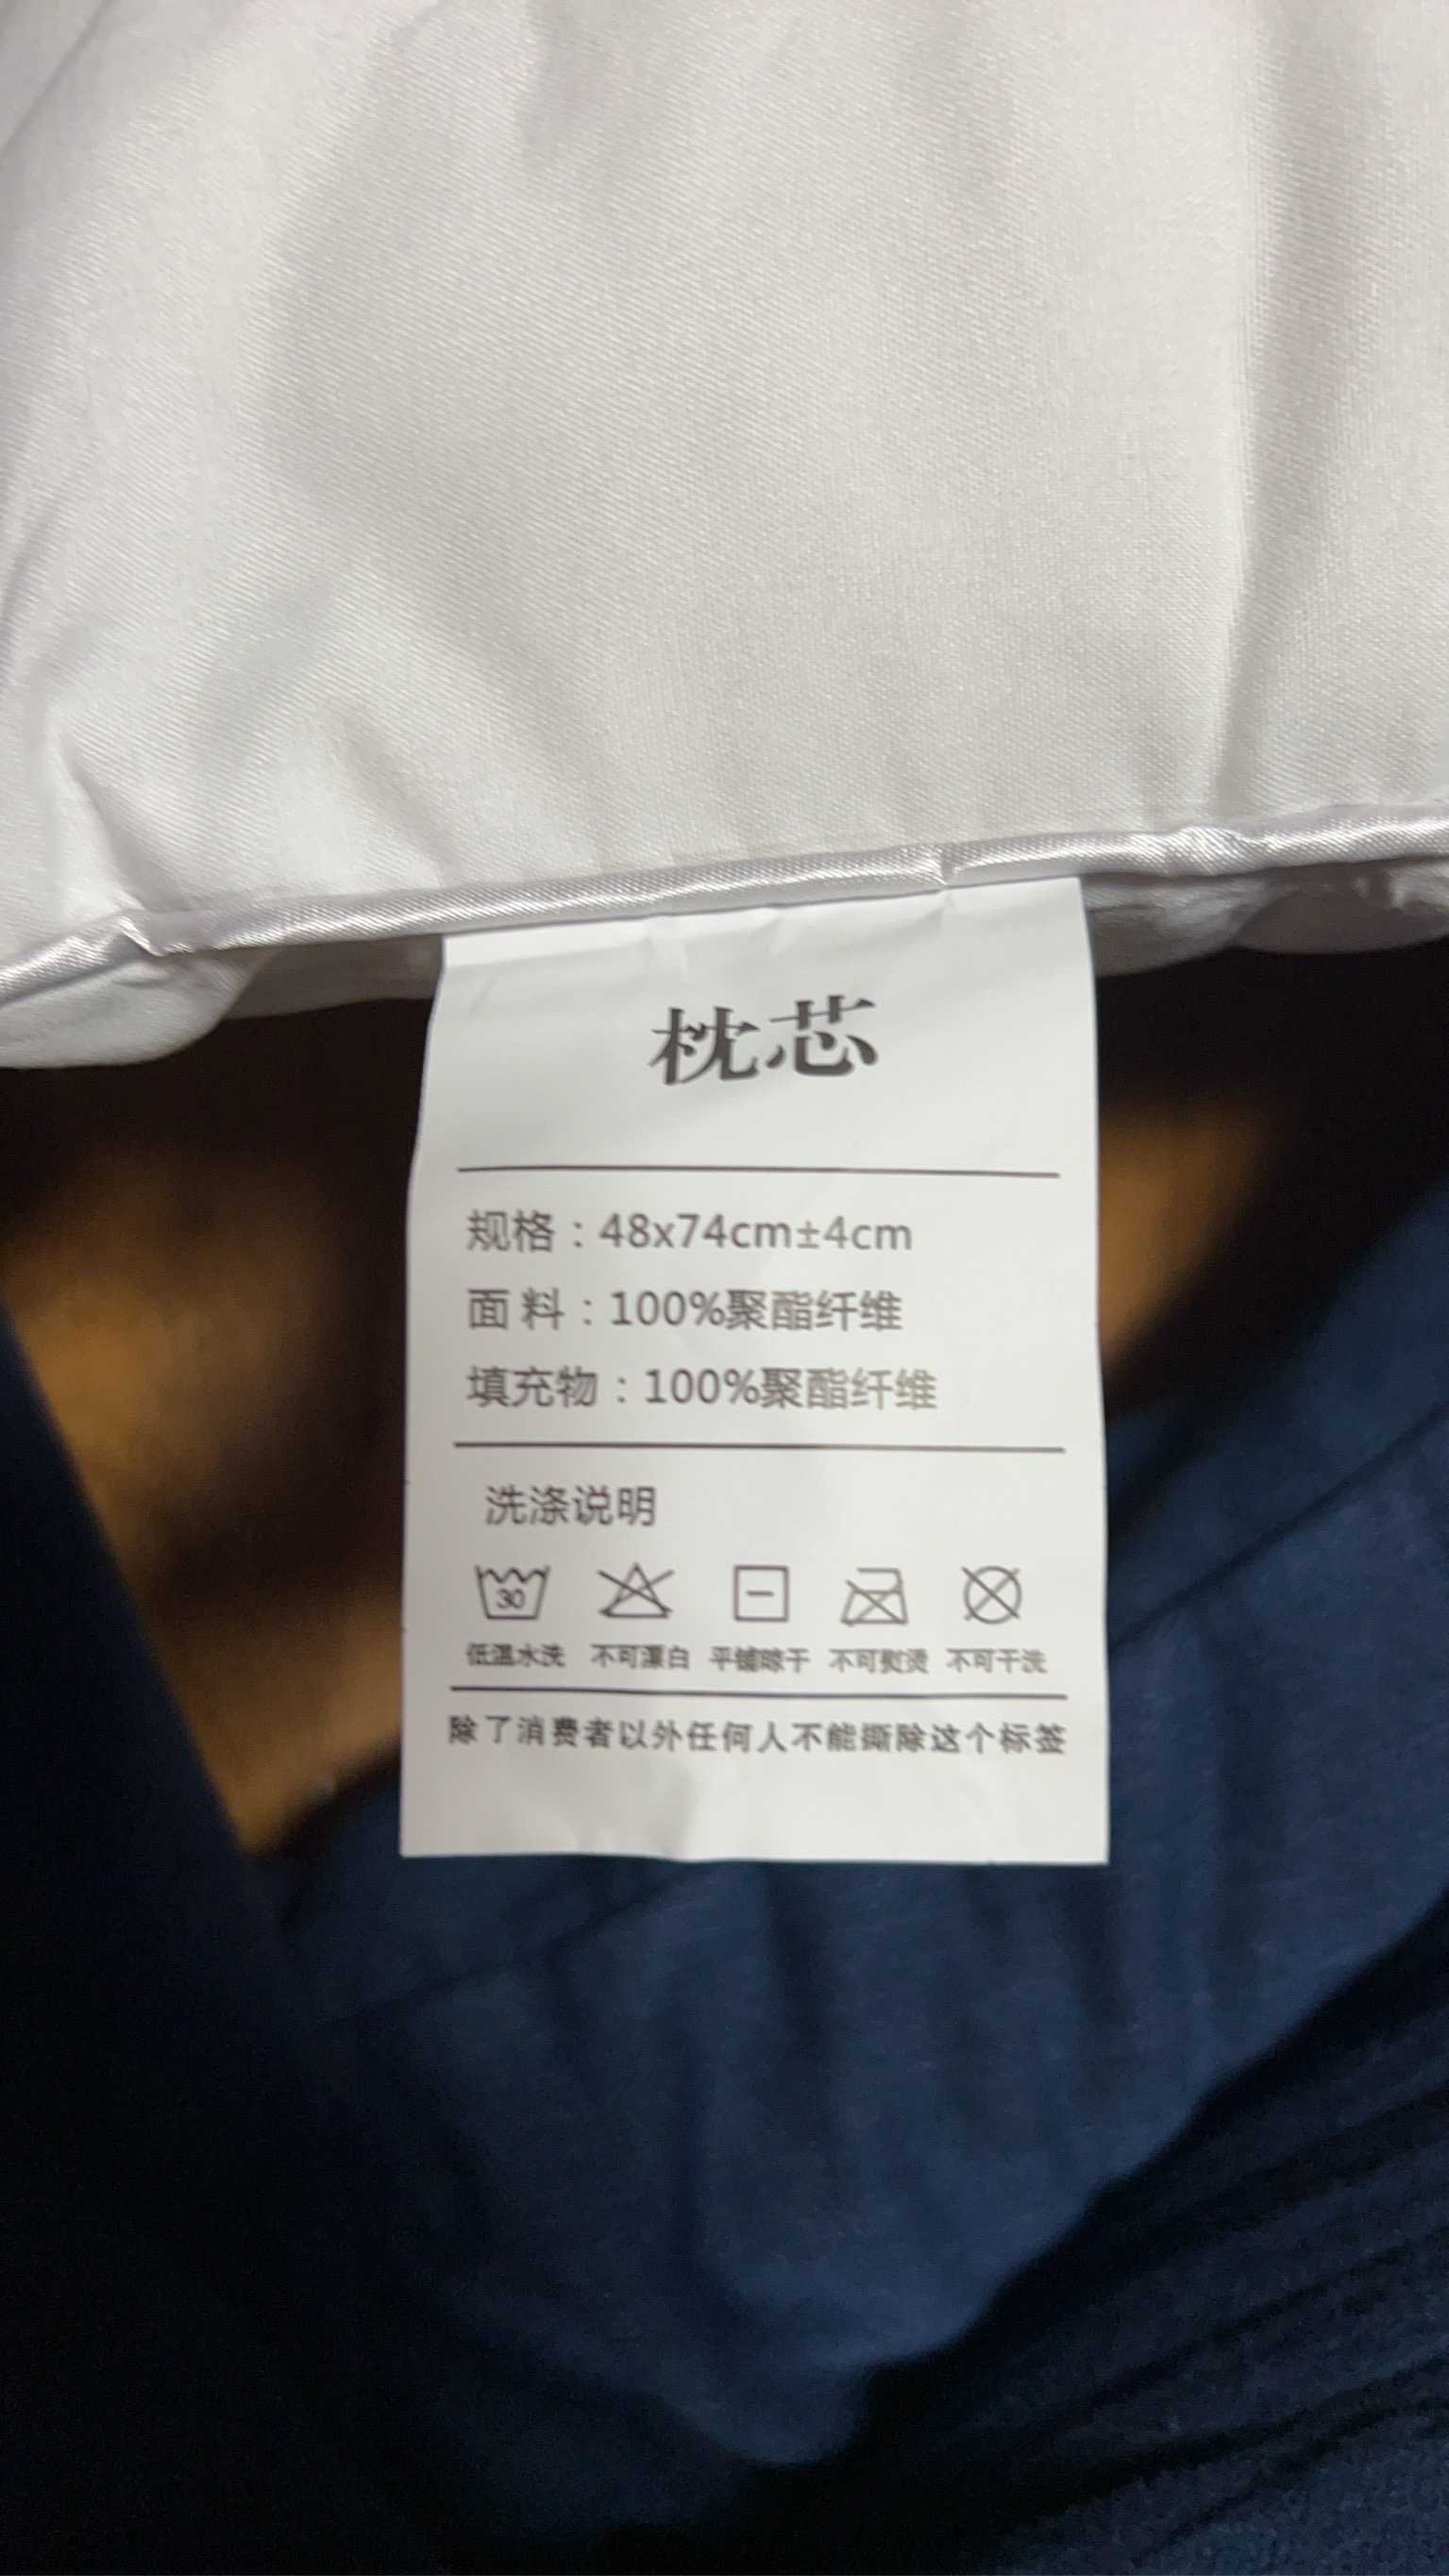 枕芯
规格：48x74cm±4cm
面 料：100%聚酯纤维
填充物：100%聚酯纤维
洗涤说明
30
低温水洗 不可漂白 平铺晾干 不可熨烫 不可干洗
除了消费者以外任何人不能撕除这个标签